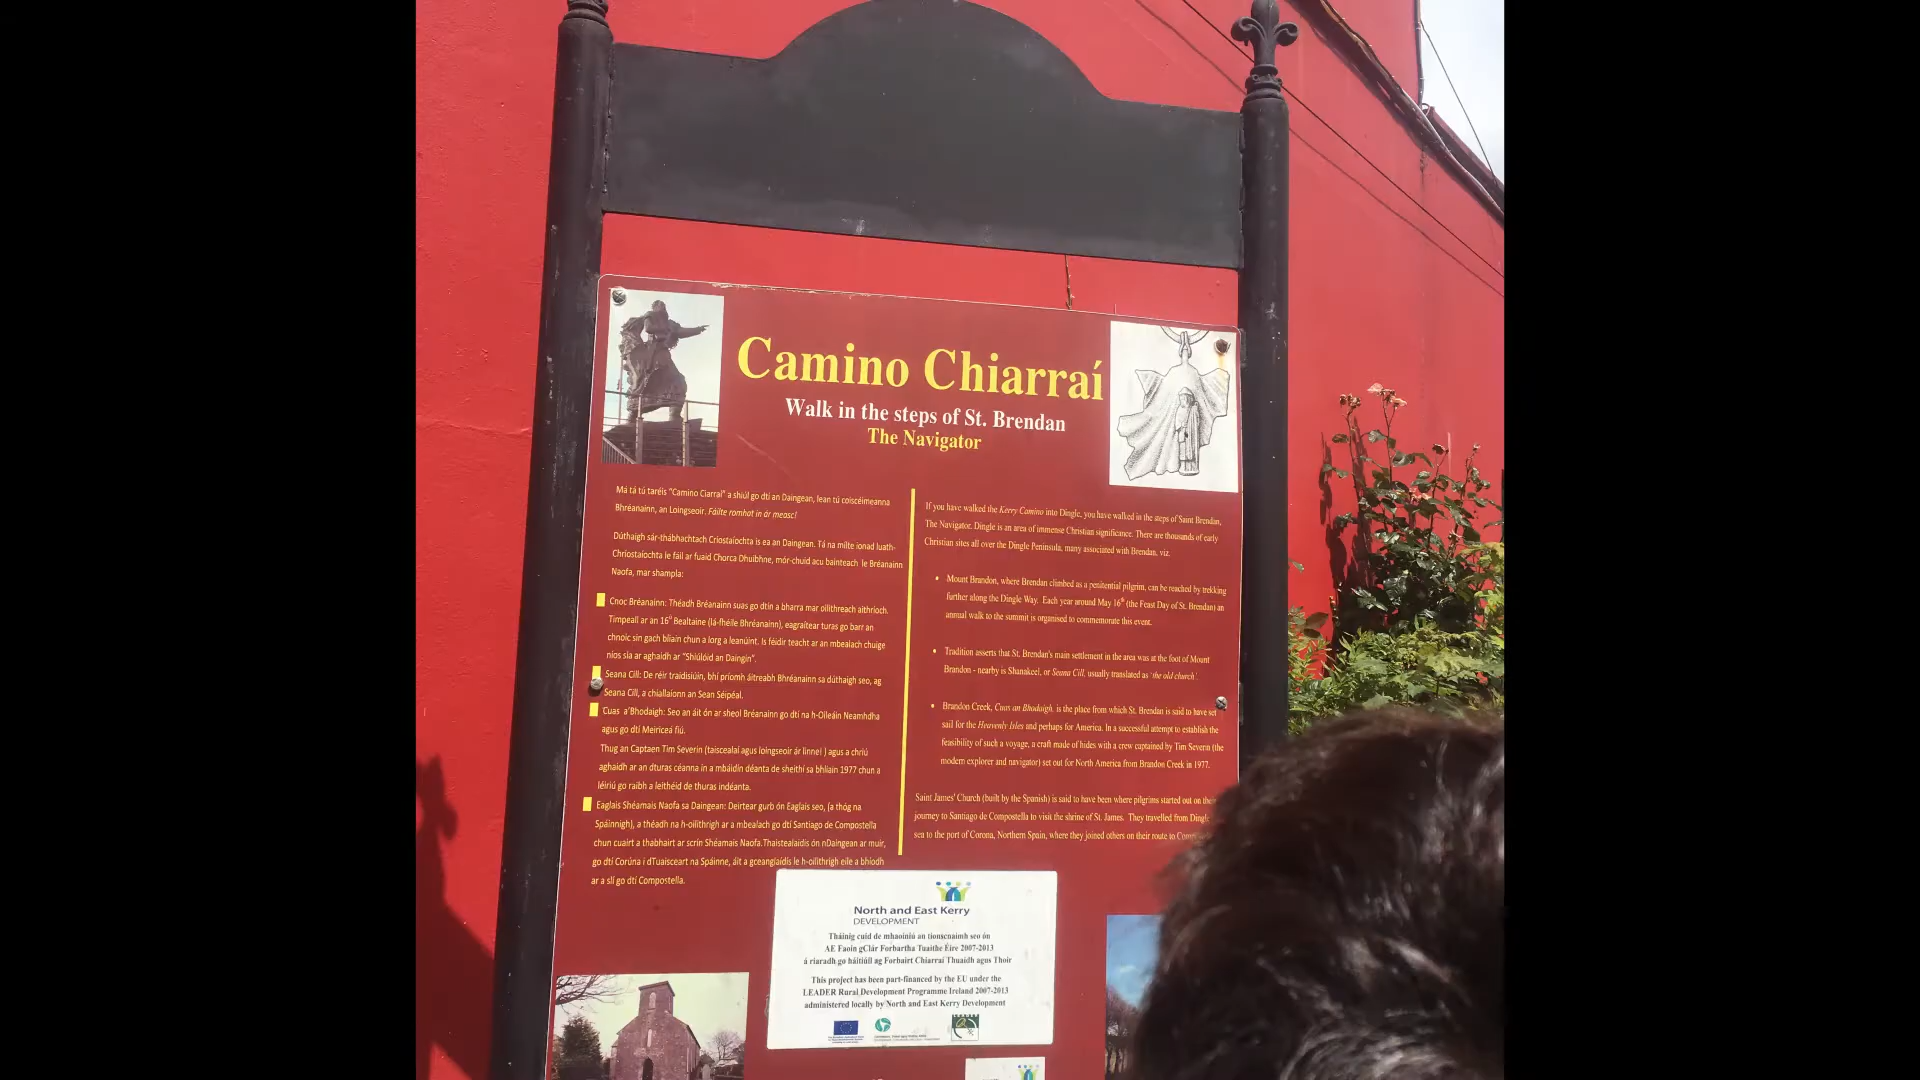 Camino Chiarraí
Walk in the steps of St. Brendan
The Navigator
Má tá tú taréis "Camino Ciarraí" a shiúl go dtí an Daingean, lean tú coiscéimeanna
Bhréanainn, an Loingseoir. Fáilte romhat in ár measc!
Dúthaigh sár-thábhachtach Críostaíochta is ea an Daingean. Tá na mílte ionad luath-
Chríostaíochta le fáil ar fuaid Chorca Dhuibhne, mór-chuid acu bainteach le Bréanainn
Naofa, mar shampla:
Cnoc Bréanainn: Théadh Bréanainn suas go dtín a bharra mar oilithreach aithríoch.
Timpeall ar an 16ú Bealtaine (lá-fhéile Bhréanainn), eagraítear turas go barr an
chnoic sin gach bliain chun a lorg a leanúint. Is féidir teacht ar an mbealach chuige
níos sia ar aghaidh ar "Shiúlóid an Daingin".
Seana Cill: De réir traidisiúin, bhí príomh áitreabh Bhréanainn sa dúthaigh seo, ag
Seana Cill, a chiallaionn an Sean Séipéal.
Cuas a'Bhodaigh: Seo an áit ón ar sheol Bréanainn go dtí na h-Oileáin Neamhdha
agus go dtí Meiriceá fiú.
Thug an Captaen Tim Severin (taiscealaí agus loingseoir ár linne! ) agus a chriú
aghaidh ar an dturas céanna in a mbáidín déanta de sheithí sa bhliain 1977 chun a
léiriú go raibh a leithéid de thuras indéanta.
Eaglais Shéamais Naofa sa Daingean: Deirtear gurb ón Eaglais seo, (a thóg na
Spáinnigh), a théadh na h-oilithrigh ar a mbealach go dtí Santiago de Compostella
chun cuairt a thabhairt ar scrín Shéamais Naofa.Thaistealaidís ón nDaingean ar muir,
go dtí Corúna i dTuaisceart na Spáinne, áit a gceanglaídís le h-oilithrigh eile a bhíodh
ar a slí go dtí Compostella.
If you have walked the Kerry Camino into Dingle, you have walked in the steps of Saint Brendan,
The Navigator. Dingle is an area of immense Christian significance. There are thousands of early
Christian sites all over the Dingle Peninsula, many associated with Brendan, viz.
• Mount Brandon, where Brendan climbed as a penitential pilgrim, can be reached by trekking
further along the Dingle Way. Each year around May 16th (the Feast Day of St. Brendan) an
annual walk to the summit is organised to commemorate this event.
• Tradition asserts that St. Brendan's main settlement in the area was at the foot of Mount
Brandon - nearby is Shanakeel, or Seana Cill, usually translated as 'the old church'.
• Brandon Creek, Cuas an Bhodaigh, is the place from which St. Brendan is said to have set
sail for the Heavenly Isles and perhaps for America. In a successful attempt to establish the
feasibility of such a voyage, a craft made of hides with a crew captained by Tim Severin (the
modern explorer and navigator) set out for North America from Brandon Creek in 1977.
Saint James' Church (built by the Spanish) is said to have been where pilgrims started out on
journey to Santiago de Compostella to visit the shrine of St. James. They travelled from
sea to the port of Corona, Northern Spain, where they joined others on their route to
North and East Kerry
DEVELOPMENT
Tháinig cuid de mhaoiniú an tionscnaimh seo ón
AE Faoin gClár Forbartha Tuaithe Éire 2007-2013
á riaradh go háitiúil ag Forbairt Chiarraí Thuaidh agus Thoir
This project has been part-financed by the EU under the
LEADER Rural Development Programme Ireland 2007-2013
administered locally by North and East Kerry Development